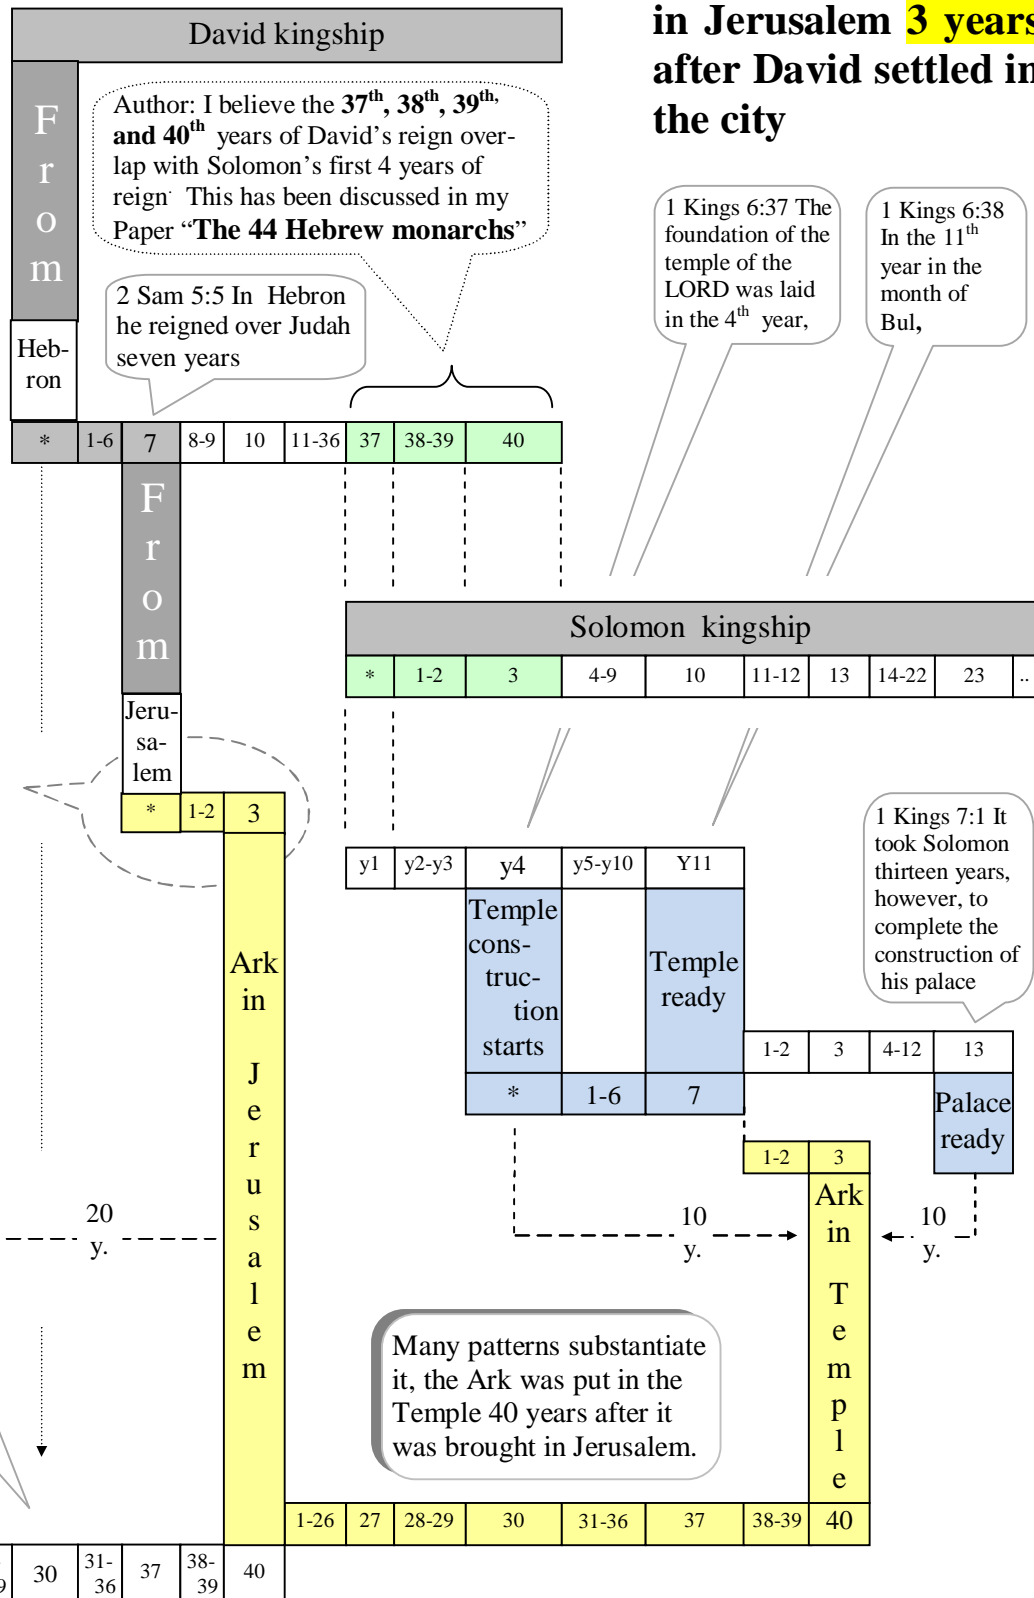 in Jerusalem 3 years
after David settled in
the city
David kingship
F
r
o
m
Author: I believe the 37th, 38th, 39th,
and 40th years of David's reign over-
lap with Solomon's first 4 years of
reign. This has been discussed in my
Paper “The 44 Hebrew monarchs”
1 Kings 6:37 The
foundation of the
temple of the
LORD was laid
in the 4th year,
1 Kings 6:38
In the 11th
year in the
month of
Bul,
2 Sam 5:5 In Hebron
he reigned over Judah
seven years
Heb-
ron
* 1-6 7 8-9 10 11-36 37 38-39 40
F
r
o
m
Solomon kingship
* 1-2 3 4-9 10 11-12 13 14-22 23 ..
Jeru-
sa-
lem
* 1-2 3
1 Kings 7:1 It
took Solomon
thirteen years,
however, to
complete the
construction of
his palace
y1 y2-y3 y4 y5-y10 Y11
Temple
cons-
truc-
tion
starts
Temple
ready
Ark
in
J
e
r
u
s
a
l
e
m
1-2 3 4-12 13
* 1-6 7
Palace
ready
1-2 3
Ark
in
T
e
m
p
l
e
20
y.
10
y.
10
y.
Many patterns substantiate
it, the Ark was put in the
Temple 40 years after it
was brought in Jerusalem.
1-26 27 28-29 30 31-36 37 38-39 40
9 30 31-36 37 38-39 40